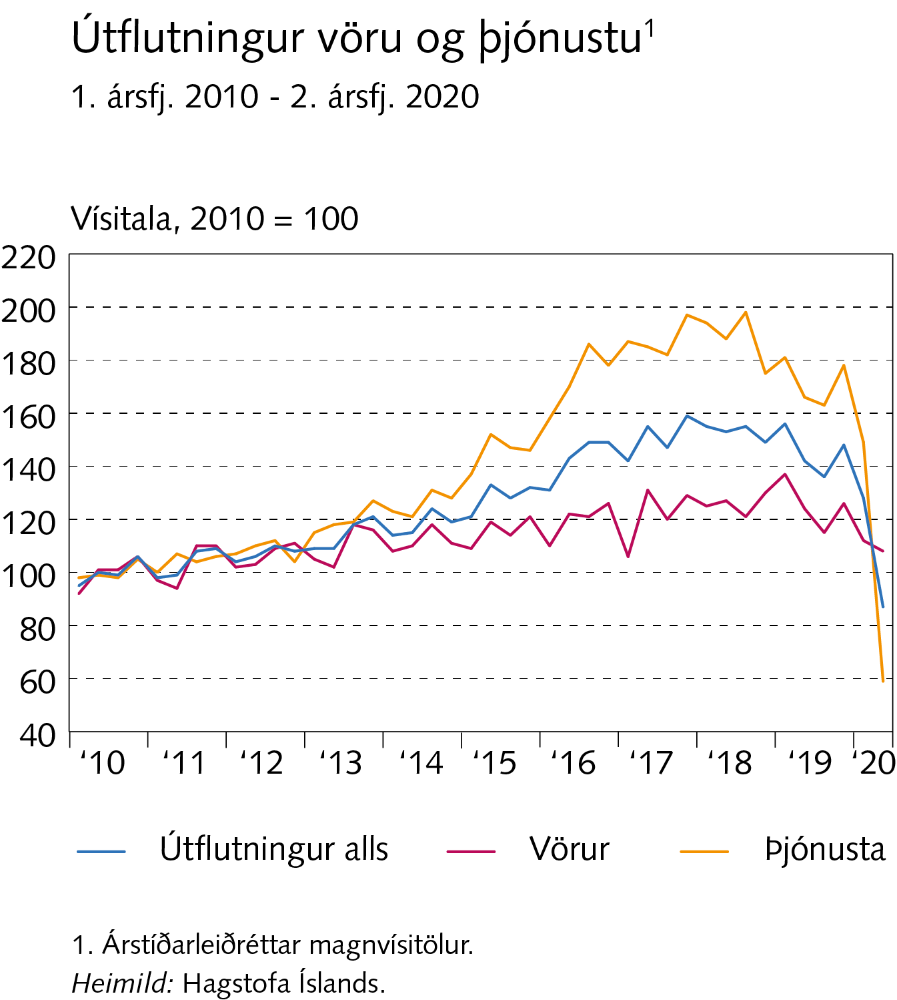 Útflutningur vöru og þjónustu¹
1. ársfj. 2010 - 2. ársfj. 2020
Vísitala, 2010 = 100
220
200
180
160
140
120
100
80
60
40
‘10 ‘11 ‘12 ‘13 ‘14 ‘15 ‘16 ‘17 ‘18 ‘19 ‘20
Útflutningur alls Vörur Þjónusta
1. Árstíðarleiðréttar magnvísitölur.
Heimild: Hagstofa Íslands.